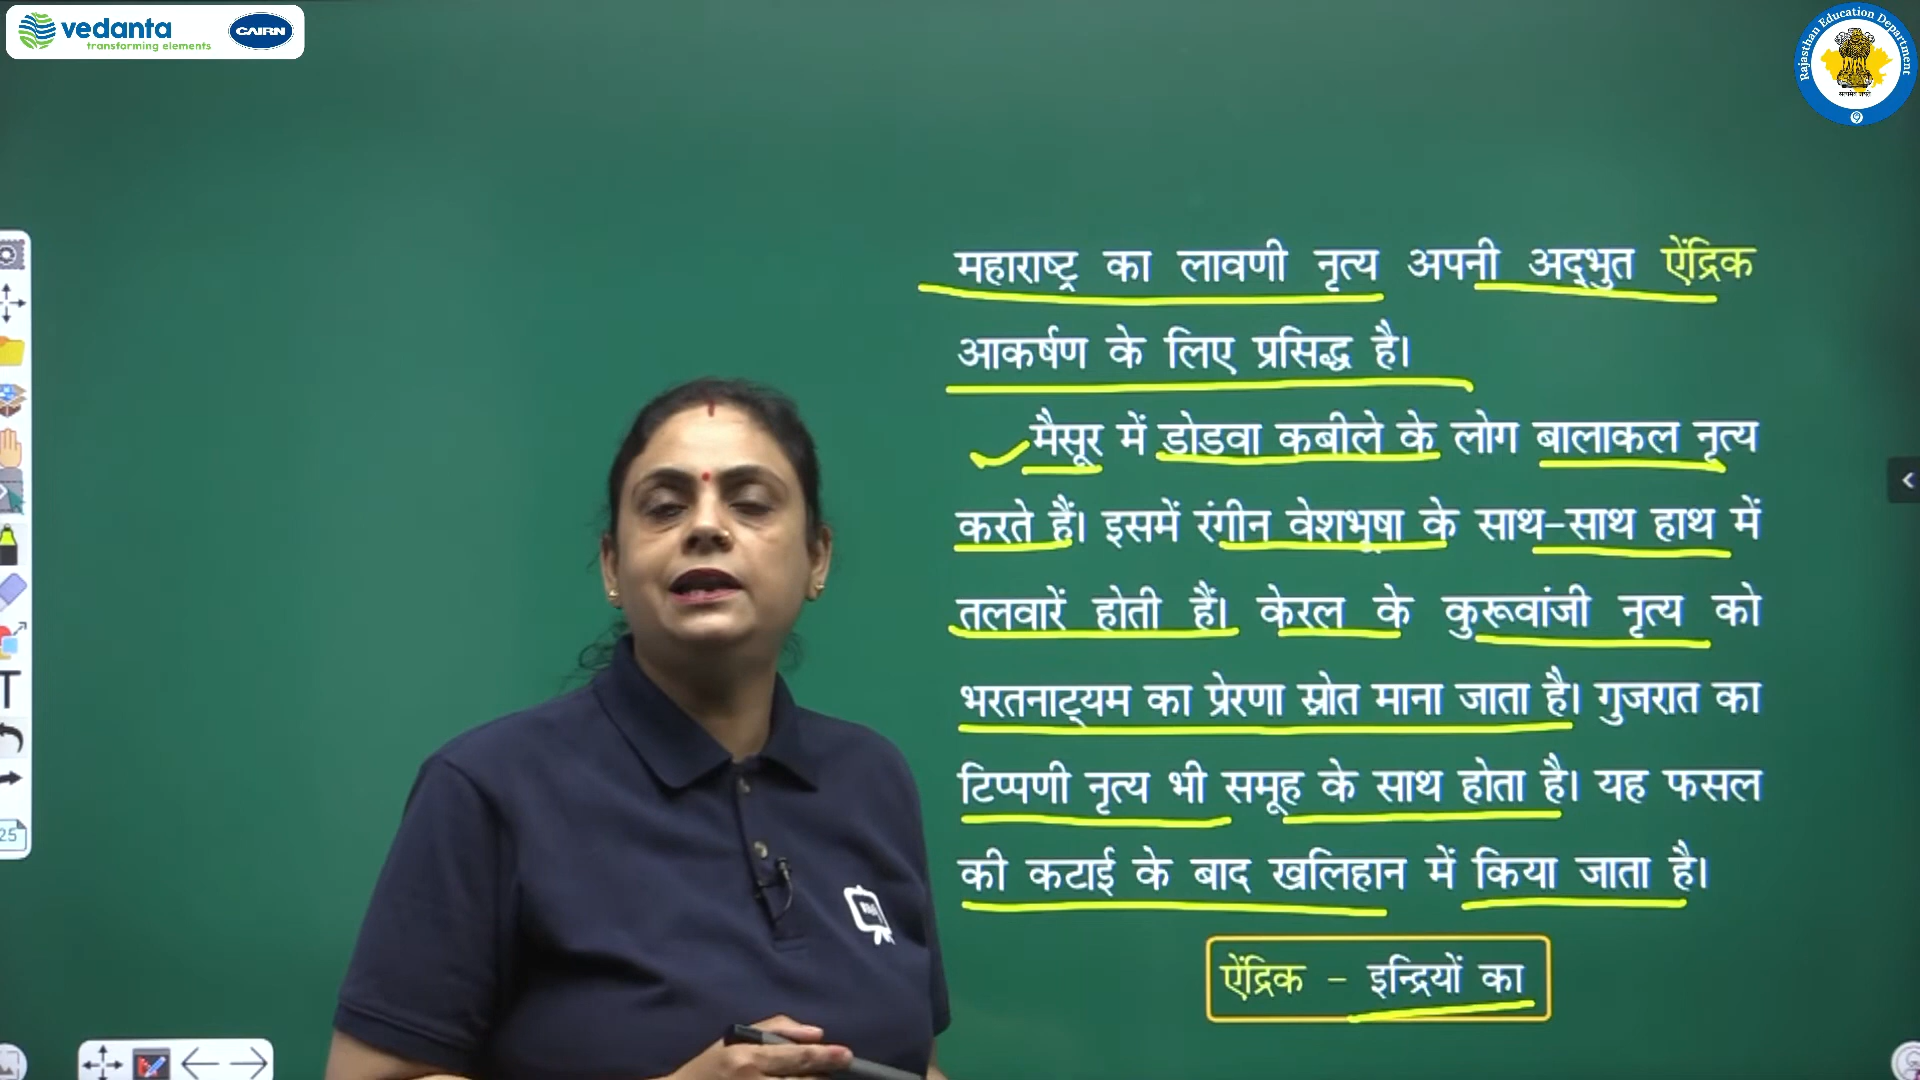 vedanta
transforming elements
CAIRN
Rajasthan Education Department
महाराष्ट्र का लावणी नृत्य अपनी अद्‌भुत ऐंद्रिक
आकर्षण के लिए प्रसिद्ध है।
मैसूर में डोडवा कबीले के लोग बालाकल नृत्य
करते हैं। इसमें रंगीन वेशभूषा के साथ-साथ हाथ में
तलवारें होती हैं। केरल के कुरूवांजी नृत्य को
भरतनाट्‌यम का प्रेरणा स्रोत माना जाता है। गुजरात का
टिप्पणी नृत्य भी समूह के साथ होता है। यह फसल
की कटाई के बाद खलिहान में किया जाता है।
ऐंद्रिक - इन्द्रियों का
T
25